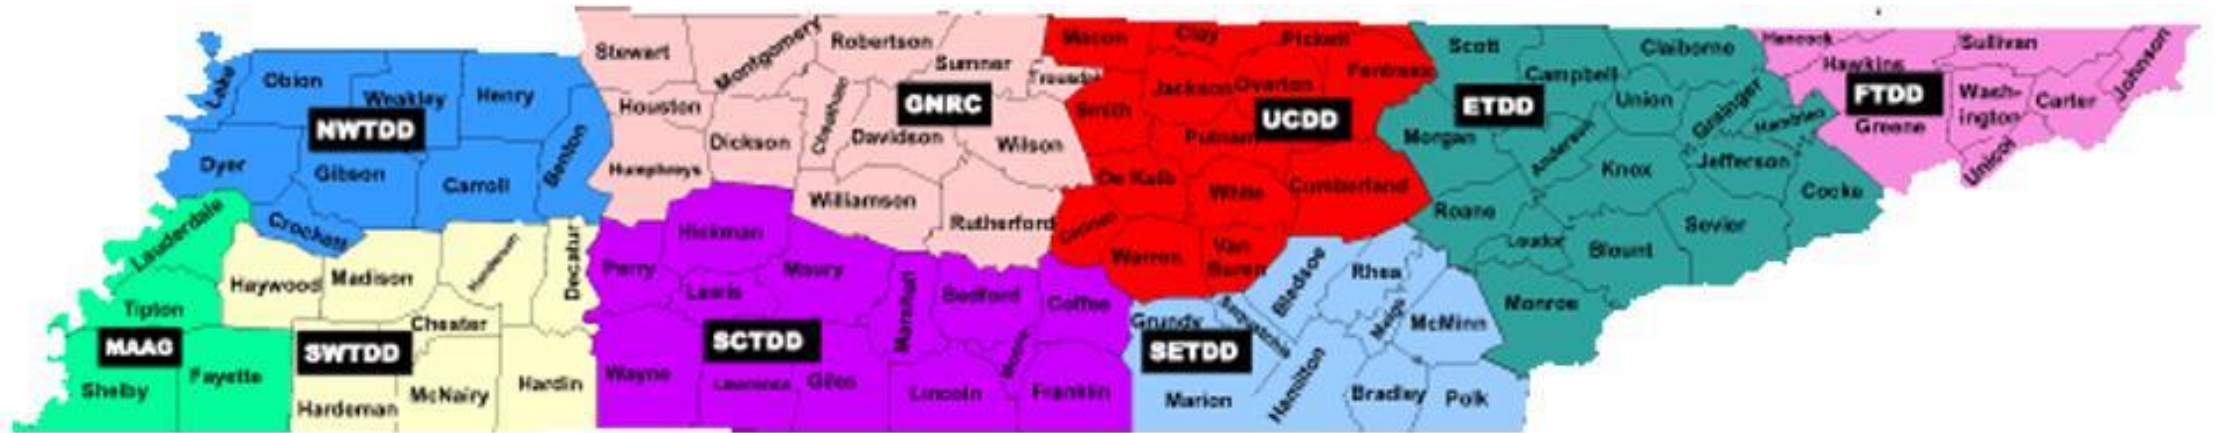 Lake
Obion
Weakley
Henry
NWTDD
Dyer
Gibson
Carroll
Benton
Crockett
Lauderdale
Tipton
MAAG
Shelby
Fayette
Haywood
Madison
Henderson
Decatur
Chester
SWTDD
Hardeman
McNairy
Hardin
Stewart
Montgomery
Robertson
Sumner
Trousdal
Houston
Cheatham
GNRC
Dickson
Davidson
Wilson
Humphreys
Williamson
Rutherford
Hickman
Perry
Lewis
Maury
Marshall
Bedford
Coffee
SCTDD
Wayne
Lawrence
Giles
Lincoln
Moore
Franklin
Macon
Clay
Pickett
Jackson
Overton
Fentress
Smith
UCDD
Putnam
De Kalb
White
Cumberland
Cannon
Warren
Van
Buren
Grundy
Sequatchie
Bledsoe
Rhea
Meigs
McMinn
SETDD
Marion
Hamilton
Bradley
Polk
Scott
Campbell
Claiborne
Union
Grainger
Hamblen
ETDD
Morgan
Anderson
Knox
Jefferson
Cocke
Roane
Loudon
Blount
Sevier
Monroe
Hancock
Hawkins
Sullivan
Johnson
FTDD
Wash-
ington
Carter
Greene
Unicoi